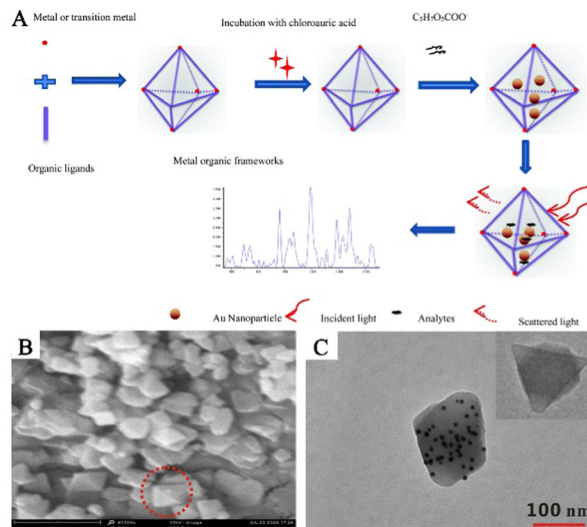 A
Metal or transition metal
Incubation with chloroauric acid
C₅H₇O₅COO⁻
Organic ligands
Metal organic frameworks
Au Nanoparticle
Incident light
Analytes
Scattered light
B
C
100 nm